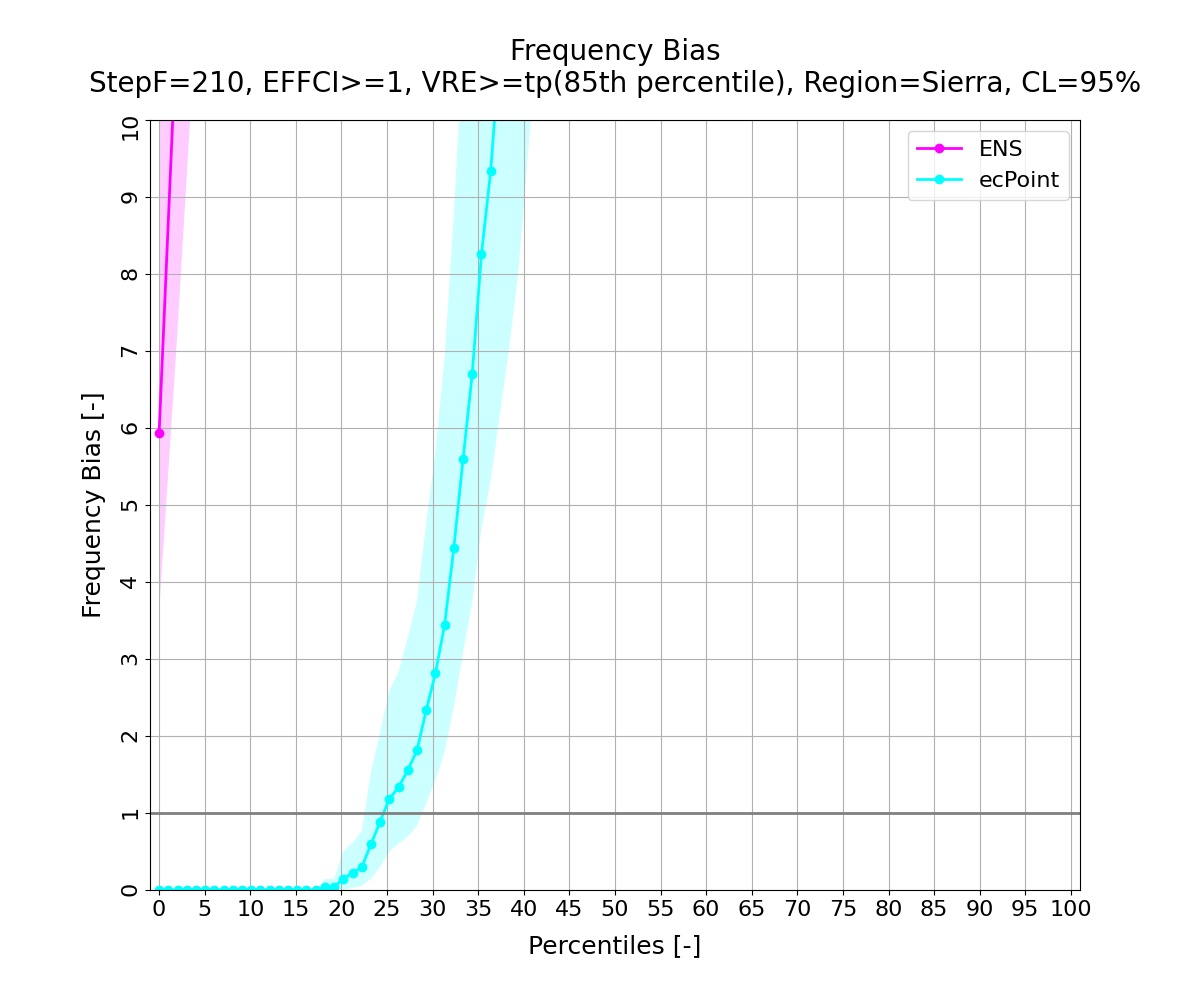 Frequency Bias
StepF=210, EFFCI>=1, VRE>=tp(85th percentile), Region=Sierra, CL=95%
ENS
ecPoint
Frequency Bias [-]
10
9
8
7
6
5
4
3
2
1
0
0 5 10 15 20 25 30 35 40 45 50 55 60 65 70 75 80 85 90 95 100
Percentiles [-]